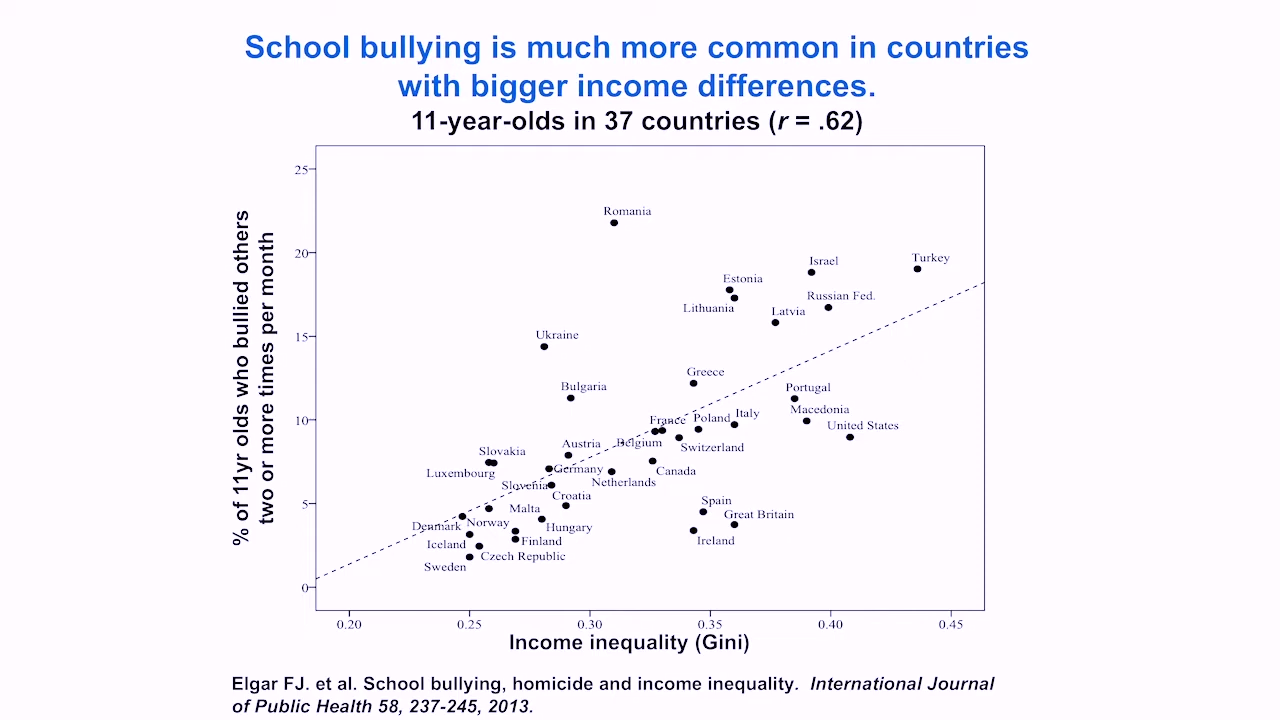 School bullying is much more common in countries
with bigger income differences.
11-year-olds in 37 countries (r = .62)
% of 11yr olds who bullied others
two or more times per month
25
20
15
10
5
0
Romania
Turkey
Israel
Estonia
Russian Fed.
Lithuania
Latvia
Ukraine
Greece
Bulgaria
Portugal
Macedonia
Italy
Poland
France
United States
Belgium
Switzerland
Austria
Slovakia
Germany
Canada
Luxembourg
Netherlands
Slovenia
Croatia
Spain
Malta
Great Britain
Norway
Denmark
Hungary
Ireland
Finland
Iceland
Czech Republic
Sweden
0.20 0.25 0.30 0.35 0.40 0.45
Income inequality (Gini)
Elgar FJ. et al. School bullying, homicide and income inequality. International Journal
of Public Health 58, 237-245, 2013.